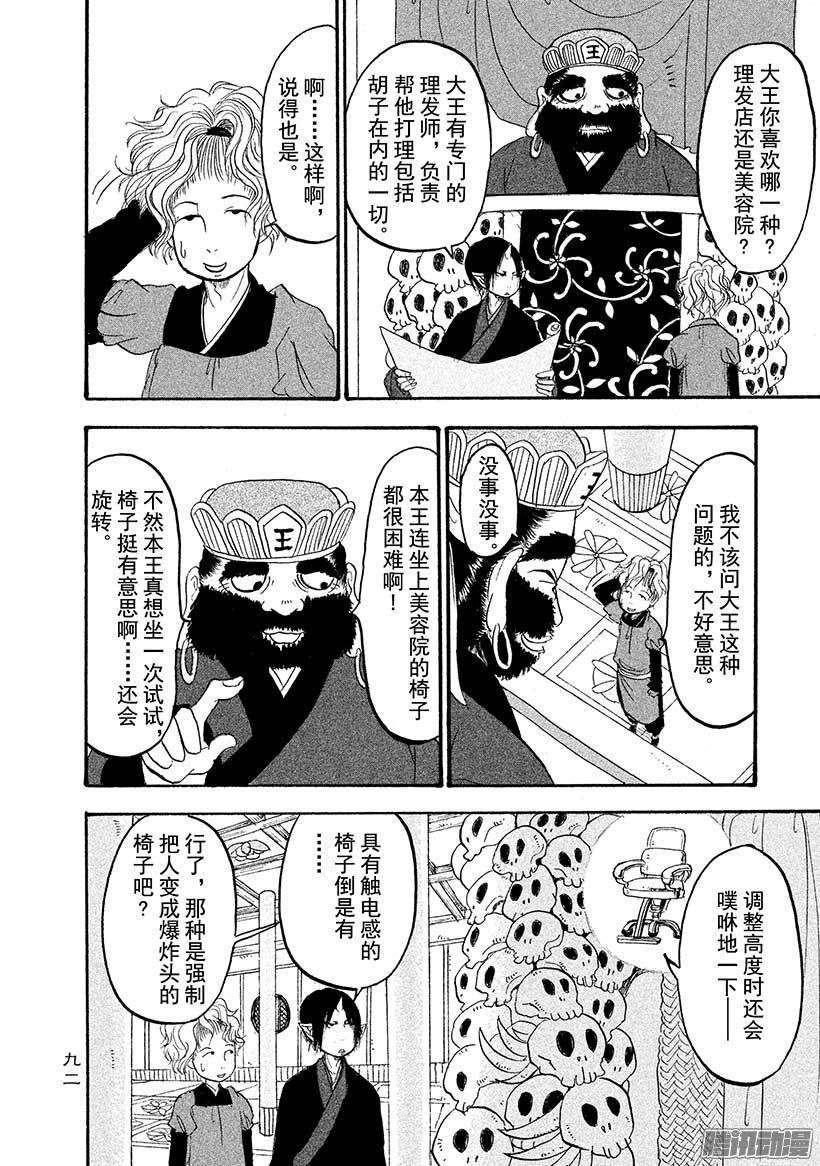 大王你喜欢哪一种？
理发店还是美容院？
王
大王有专门的
理发师，负责
帮他打理包括
胡子在内的一切。
啊……这样啊，
说得也是。
我不该问大王这种
问题的，不好意思。
没事没事。
本王连坐上美容院的椅子
都很困难啊！
王
不然本王真想坐一次试试，
椅子挺有意思啊……还会
旋转。
调整高度时还会
噗咻地一下——
具有触电感的
椅子倒是有
……
行了，那种是强制
把人变成爆炸头的
椅子吧？
九二
腾讯动漫